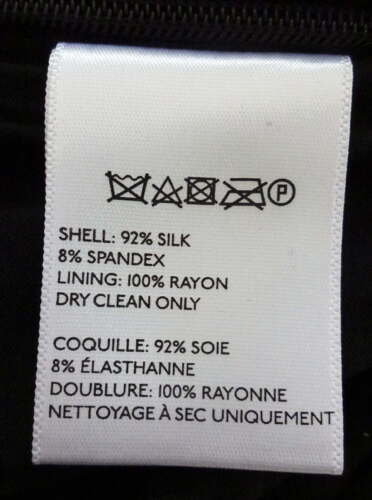 P
SHELL: 92% SILK
8% SPANDEX
LINING: 100% RAYON
DRY CLEAN ONLY
COQUILLE: 92% SOIE
8% ÉLASTHANNE
DOUBLURE: 100% RAYONNE
NETTOYAGE À SEC UNIQUEMENT